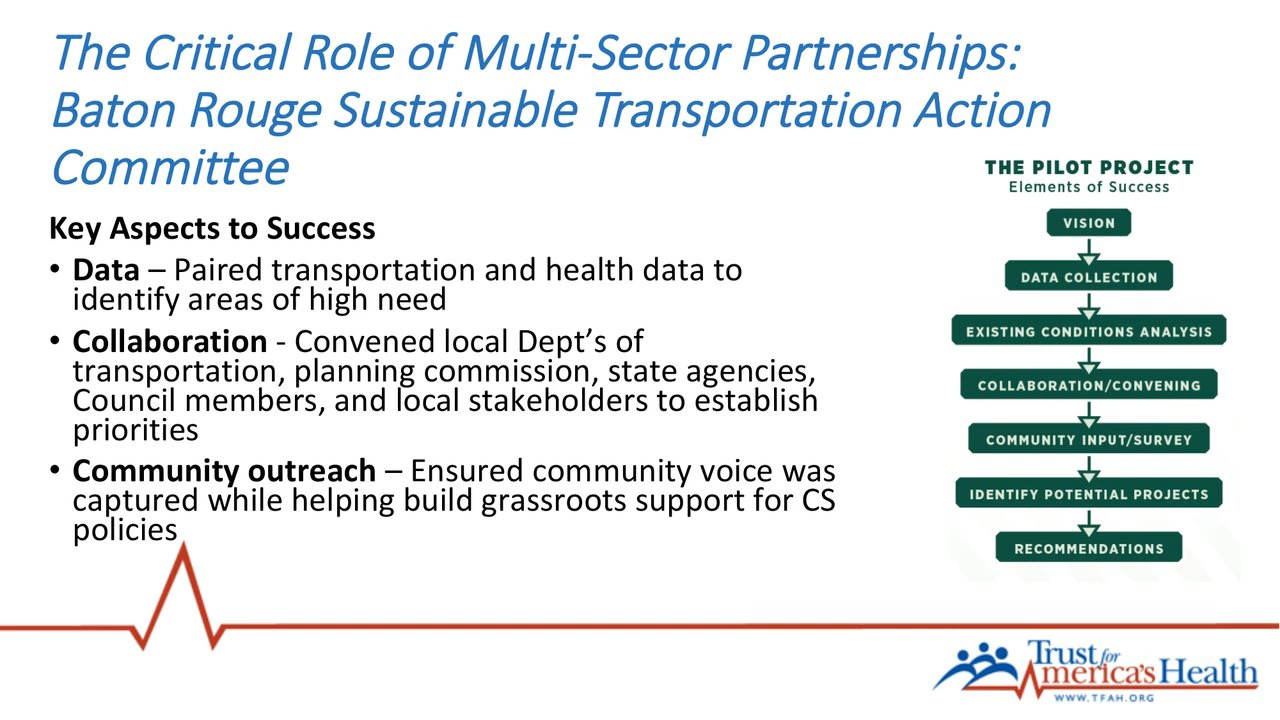 The Critical Role of Multi-Sector Partnerships:
Baton Rouge Sustainable Transportation Action
Committee
Key Aspects to Success
• Data – Paired transportation and health data to
identify areas of high need
• Collaboration - Convened local Dept’s of
transportation, planning commission, state agencies,
Council members, and local stakeholders to establish
priorities
• Community outreach – Ensured community voice was
captured while helping build grassroots support for CS
policies
THE PILOT PROJECT
Elements of Success
VISION
DATA COLLECTION
EXISTING CONDITIONS ANALYSIS
COLLABORATION/CONVENING
COMMUNITY INPUT/SURVEY
IDENTIFY POTENTIAL PROJECTS
RECOMMENDATIONS
Trust for
America's Health
WWW.TFAH.ORG